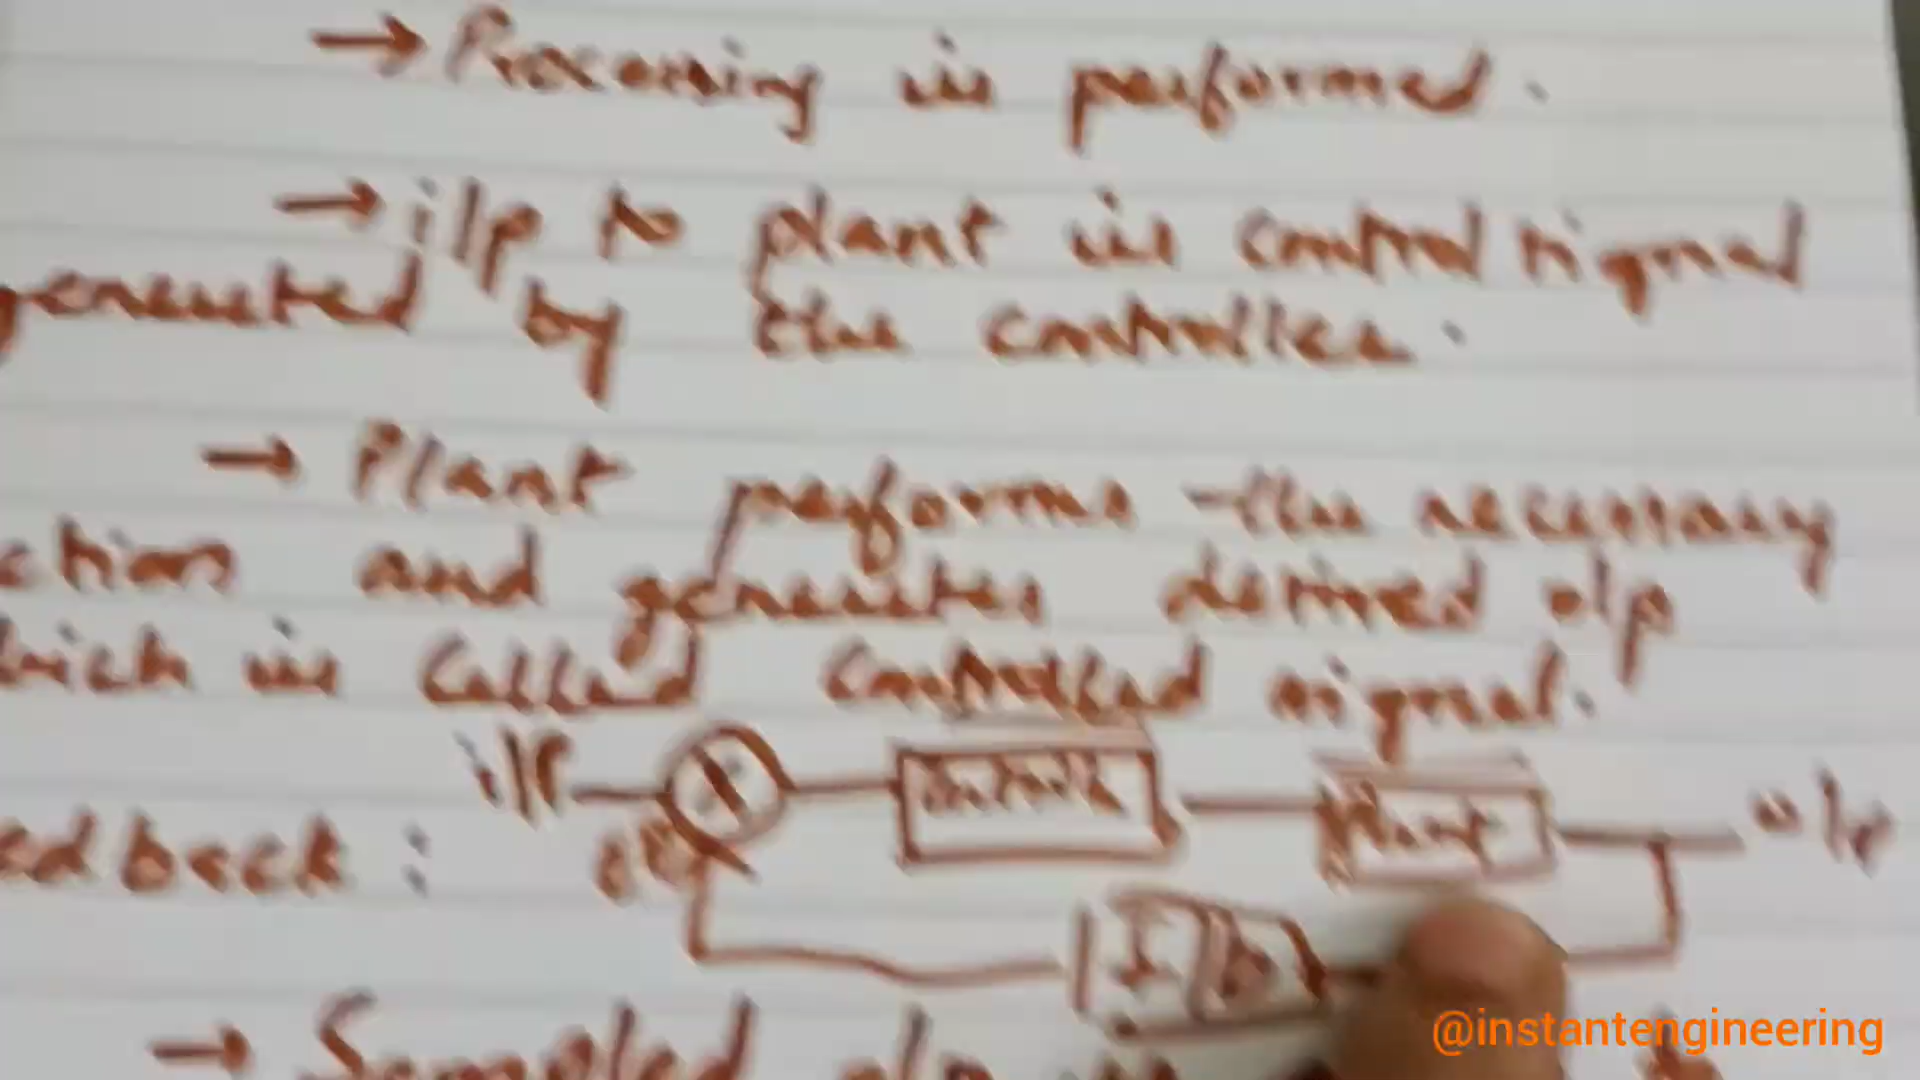 → Processing is performed.
→ i/p to plant is control signal
generated by the controller.
→ Plant performs the necessary
ction and generates desired o/p
hich is called controlled signal.
i/p
Plant
o/p
edback:
→ Sampled o/p is
@instantengineering